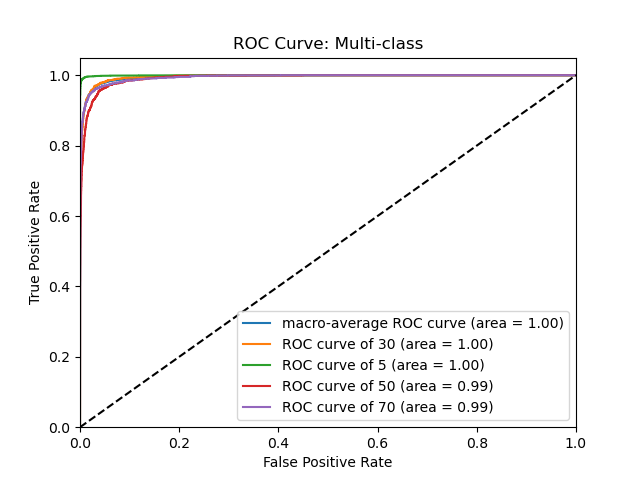 ROC Curve: Multi-class
True Positive Rate
1.0
0.8
0.6
0.4
0.2
0.0
macro-average ROC curve (area = 1.00)
ROC curve of 30 (area = 1.00)
ROC curve of 5 (area = 1.00)
ROC curve of 50 (area = 0.99)
ROC curve of 70 (area = 0.99)
0.0 0.2 0.4 0.6 0.8 1.0
False Positive Rate